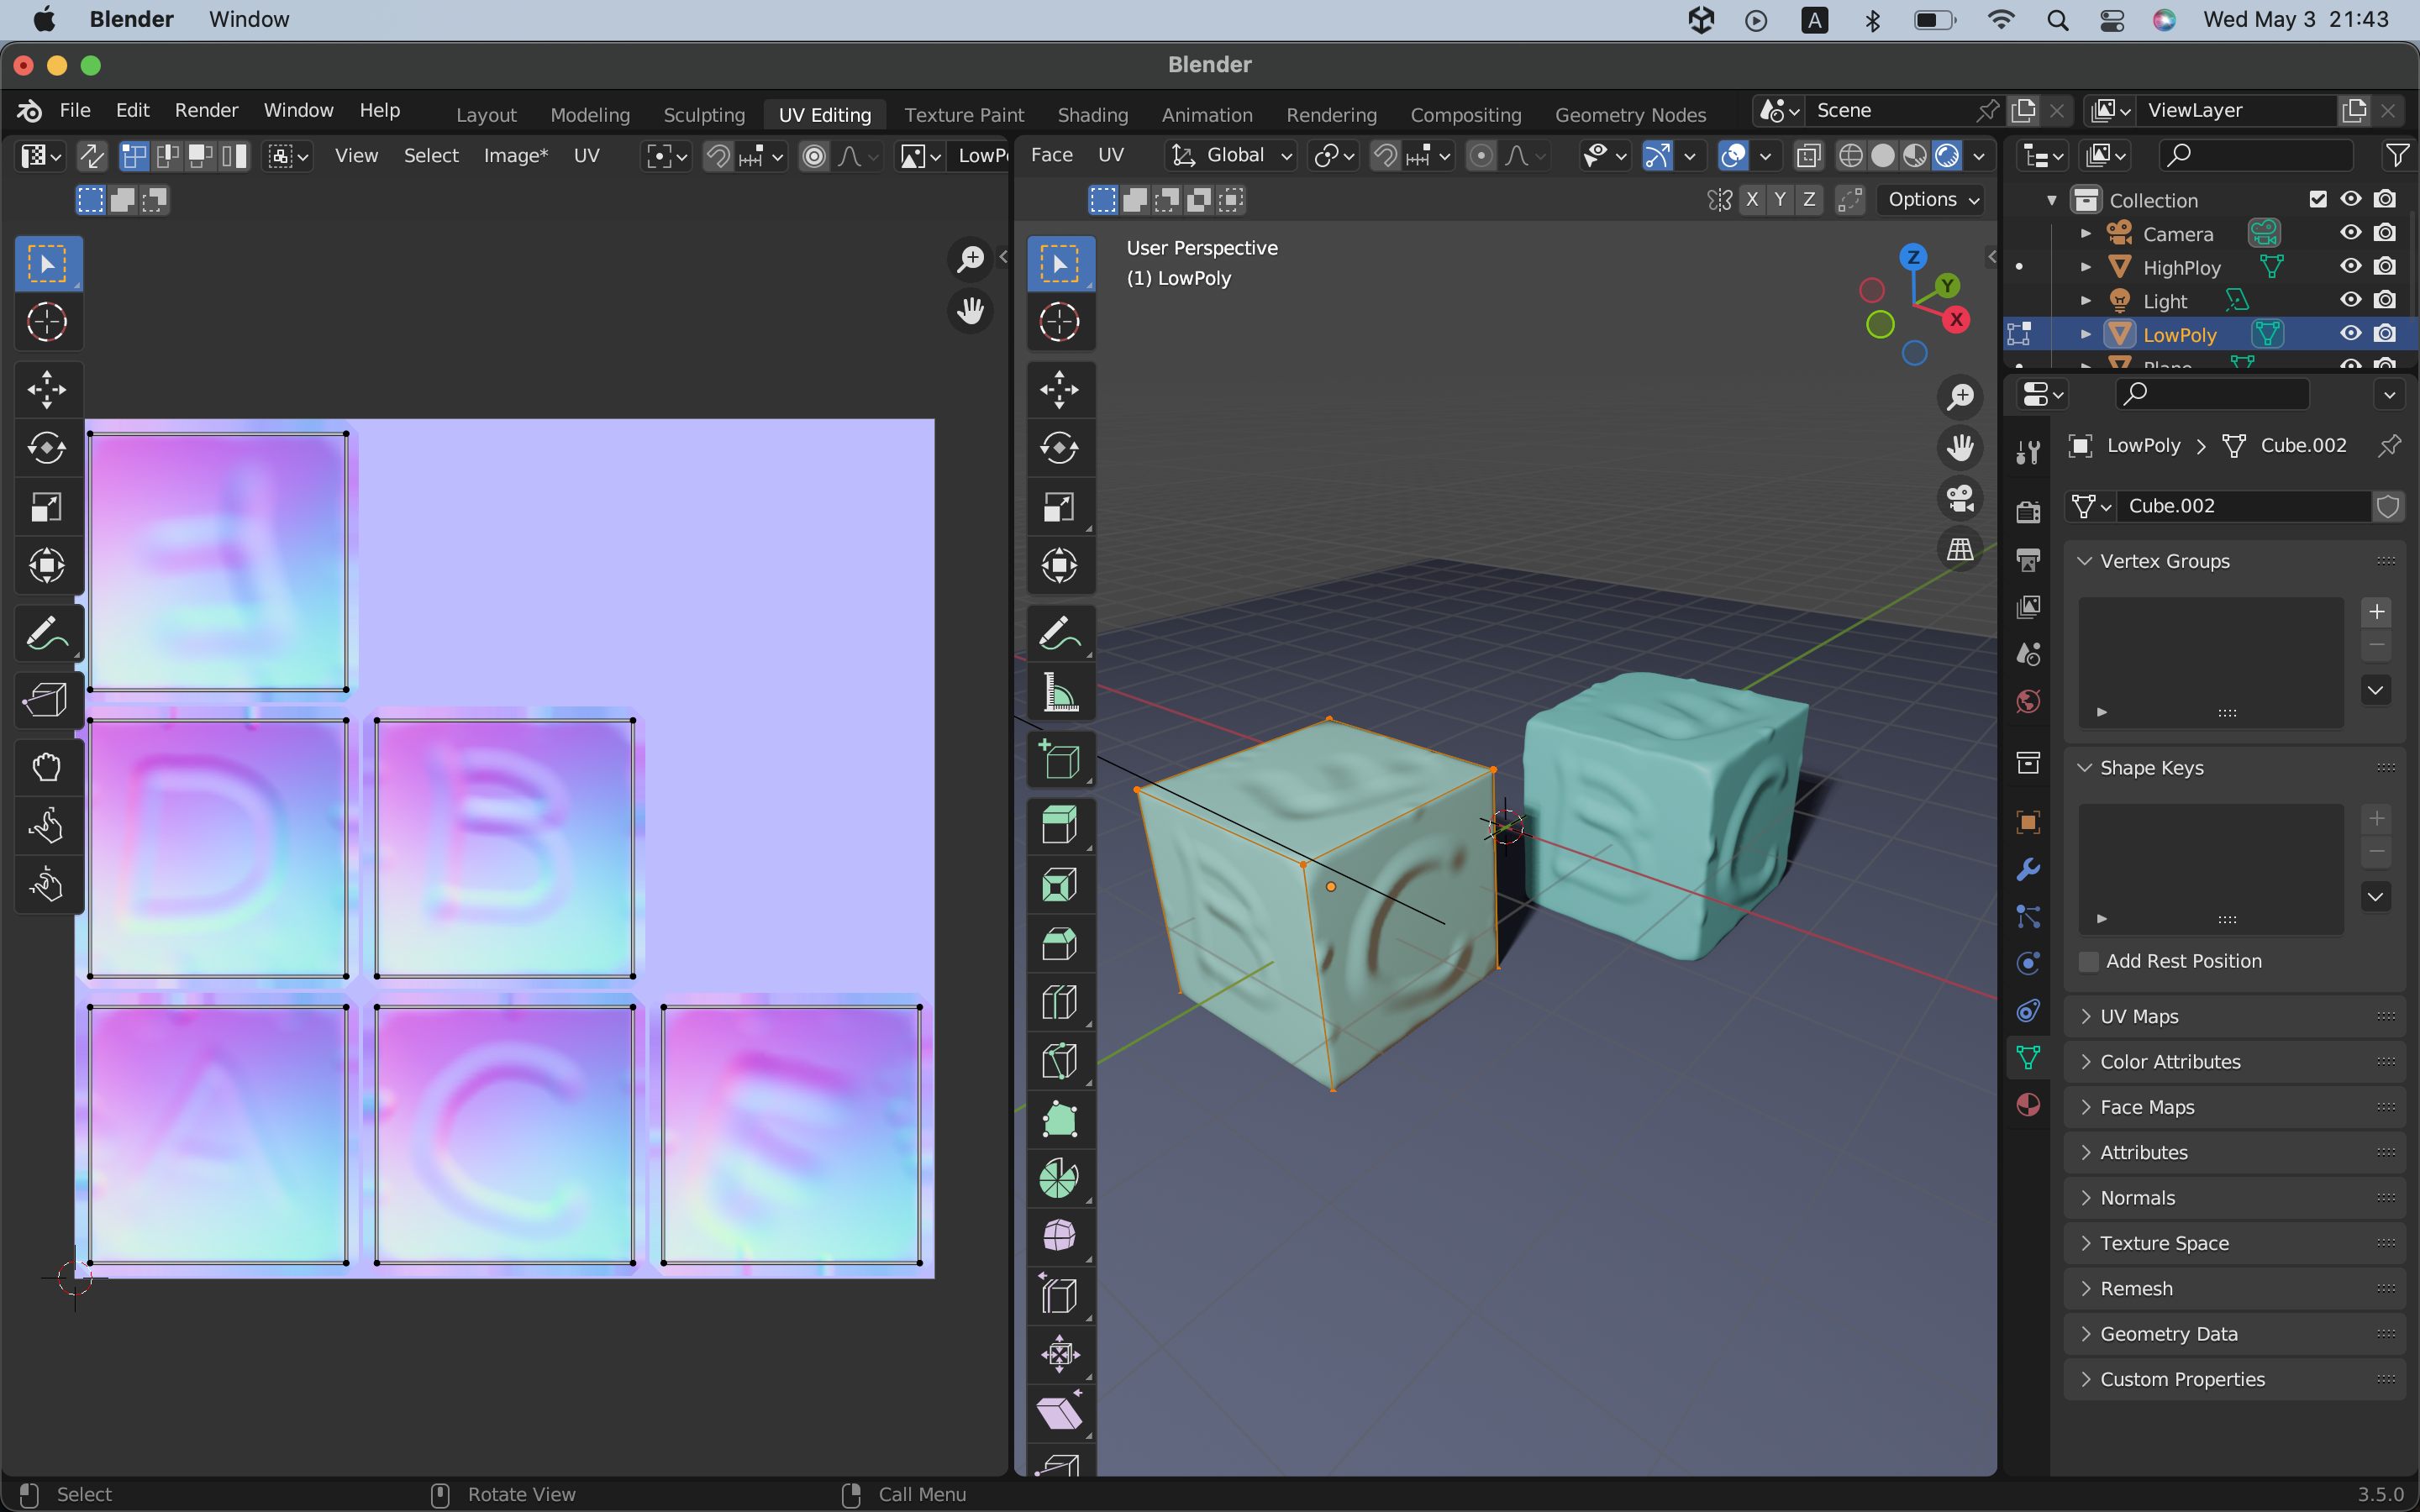 Blender Window A Wed May 3 21:43
Blender
File Edit Render Window Help Layout Modeling Sculpting UV Editing Texture Paint Shading Animation Rendering Compositing Geometry Nodes Scene ViewLayer
View Select Image* UV LowPo Face UV Global
X Y Z Options
User Perspective
(1) LowPoly
Z
Y
X
Collection
Camera
HighPloy
Light
LowPoly
Plane
LowPoly Cube.002
Cube.002
Vertex Groups
Shape Keys
Add Rest Position
UV Maps
Color Attributes
Face Maps
Attributes
Normals
Texture Space
Remesh
Geometry Data
Custom Properties
D B
A C
B C
B C
Select Rotate View Call Menu 3.5.0